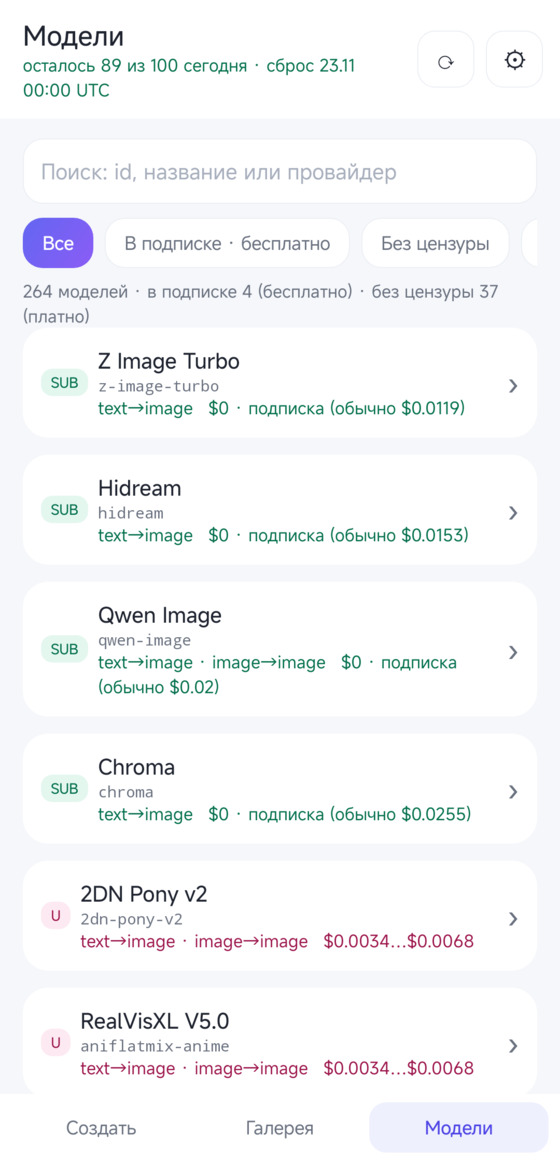 Модели
осталось 89 из 100 сегодня · сброс 23.11
00:00 UTC
Поиск: id, название или провайдер
Все
В подписке · бесплатно
Без цензуры
264 моделей · в подписке 4 (бесплатно) · без цензуры 37
(платно)
Z Image Turbo
SUB
z-image-turbo
text→image $0 · подписка (обычно $0.0119)
Hidream
SUB
hidream
text→image $0 · подписка (обычно $0.0153)
Qwen Image
SUB
qwen-image
text→image · image→image $0 · подписка
(обычно $0.02)
Chroma
SUB
chroma
text→image $0 · подписка (обычно $0.0255)
2DN Pony v2
U
2dn-pony-v2
text→image · image→image $0.0034...$0.0068
RealVisXL V5.0
U
aniflatmix-anime
text→image · image→image $0.0034...$0.0068
Создать
Галерея
Модели